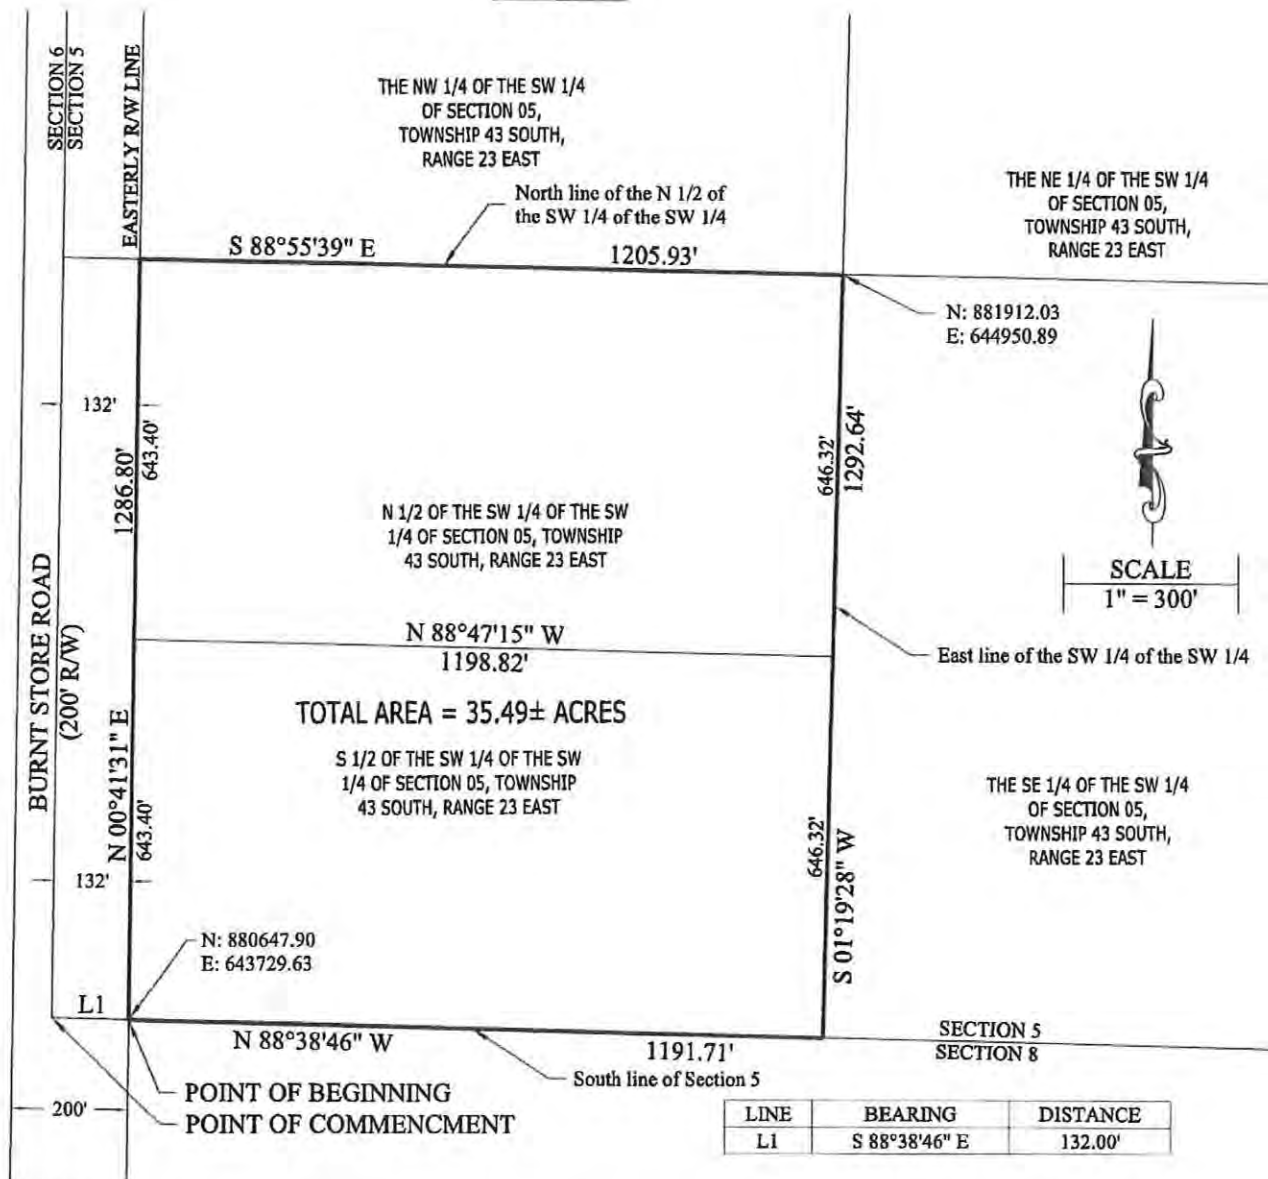 SECTION 6
SECTION 5
EASTERLY R/W LINE
THE NW 1/4 OF THE SW 1/4
OF SECTION 05,
TOWNSHIP 43 SOUTH,
RANGE 23 EAST
North line of the N 1/2 of
the SW 1/4 of the SW 1/4
S 88°55'39" E
1205.93'
THE NE 1/4 OF THE SW 1/4
OF SECTION 05,
TOWNSHIP 43 SOUTH,
RANGE 23 EAST
N: 881912.03
E: 644950.89
132'
1286.80'
643.40'
646.32'
1292.64'
N 1/2 OF THE SW 1/4 OF THE SW
1/4 OF SECTION 05, TOWNSHIP
43 SOUTH, RANGE 23 EAST
SCALE
1" = 300'
BURNT STORE ROAD
(200' R/W)
N 88°47'15" W
1198.82'
East line of the SW 1/4 of the SW 1/4
TOTAL AREA = 35.49± ACRES
S 1/2 OF THE SW 1/4 OF THE SW
1/4 OF SECTION 05, TOWNSHIP
43 SOUTH, RANGE 23 EAST
N 00°41'31" E
643.40'
646.32'
S 01°19'28" W
THE SE 1/4 OF THE SW 1/4
OF SECTION 05,
TOWNSHIP 43 SOUTH,
RANGE 23 EAST
132'
N: 880647.90
E: 643729.63
L1
N 88°38'46" W
1191.71'
SECTION 5
SECTION 8
South line of Section 5
POINT OF BEGINNING
200'
POINT OF COMMENCMENT
LINE BEARING DISTANCE
L1 S 88°38'46" E 132.00'